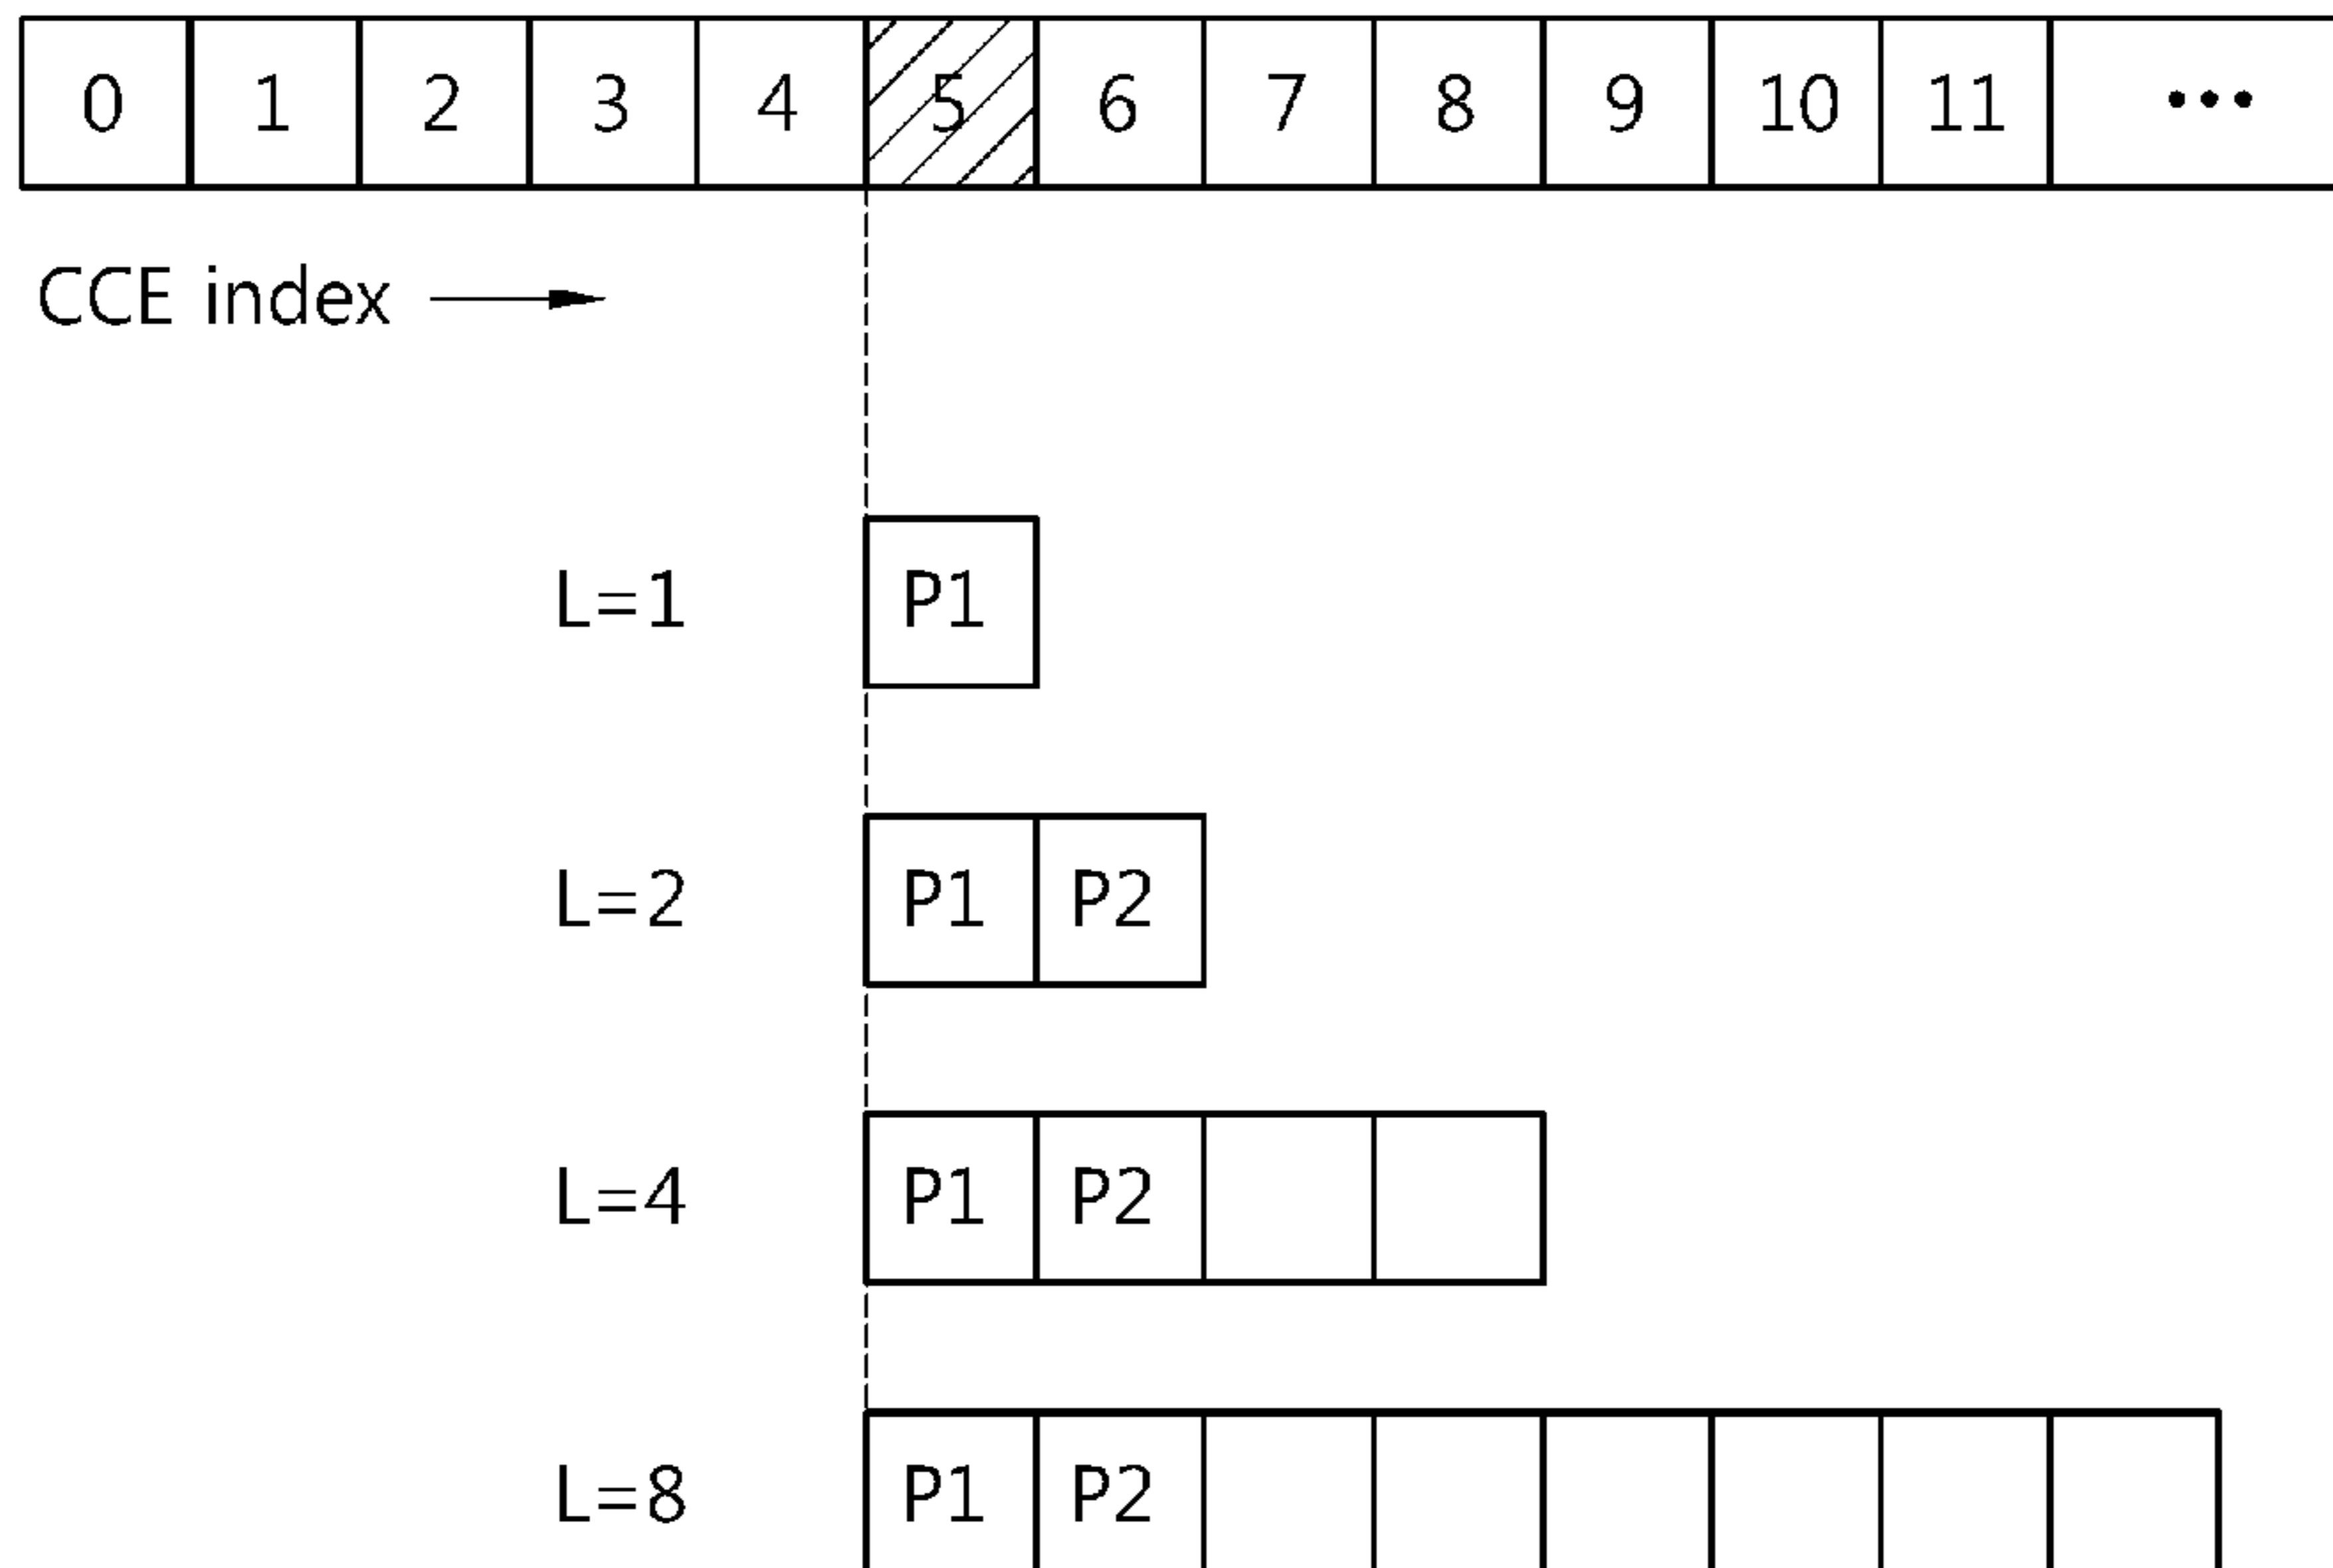 0 1 2 3 4 5 6 7 8 9 10 11 •••
CCE index
L=1 P1
L=2 P1 P2
L=4 P1 P2
L=8 P1 P2